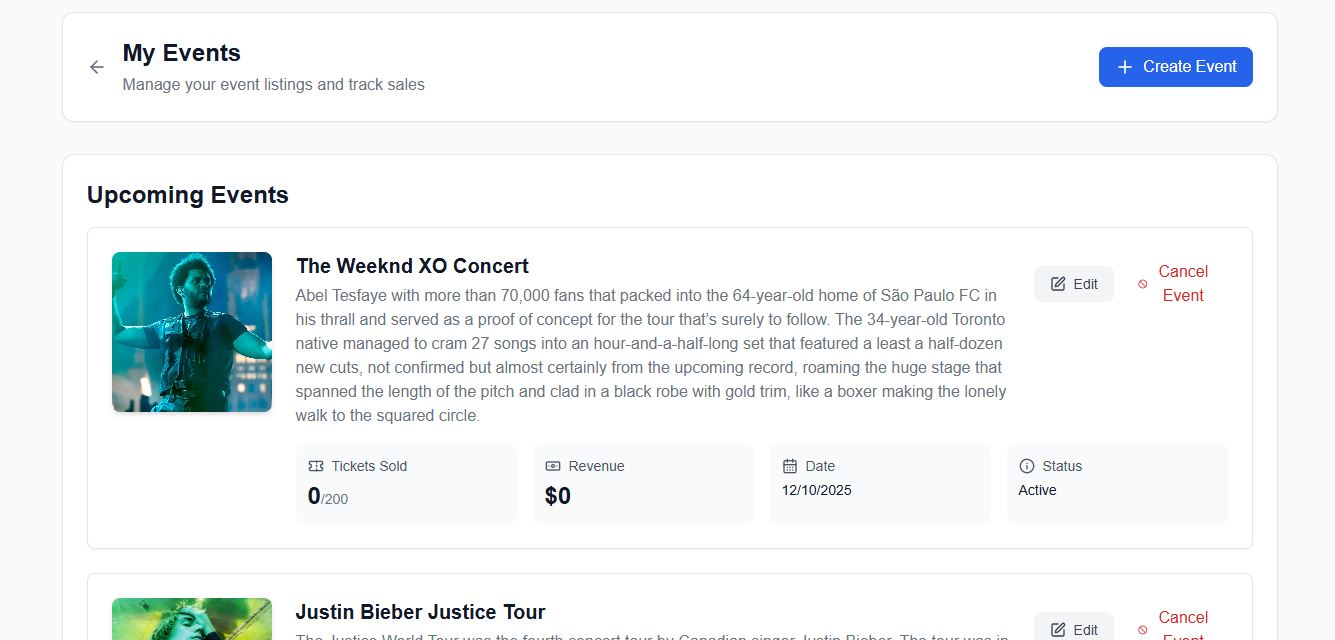 My Events
Manage your event listings and track sales
Create Event
Upcoming Events
The Weeknd XO Concert
Abel Tesfaye with more than 70,000 fans that packed into the 64-year-old home of São Paulo FC in
his thrall and served as a proof of concept for the tour that’s surely to follow. The 34-year-old Toronto
native managed to cram 27 songs into an hour-and-a-half-long set that featured a least a half-dozen
new cuts, not confirmed but almost certainly from the upcoming record, roaming the huge stage that
spanned the length of the pitch and clad in a black robe with gold trim, like a boxer making the lonely
walk to the squared circle.
Edit
Cancel
Event
Tickets Sold
0/200
Revenue
$0
Date
12/10/2025
Status
Active
Justin Bieber Justice Tour
The Justice World Tour was the fourth concert tour by Canadian singer Justin Bieber. The tour was in
Edit
Cancel
Event